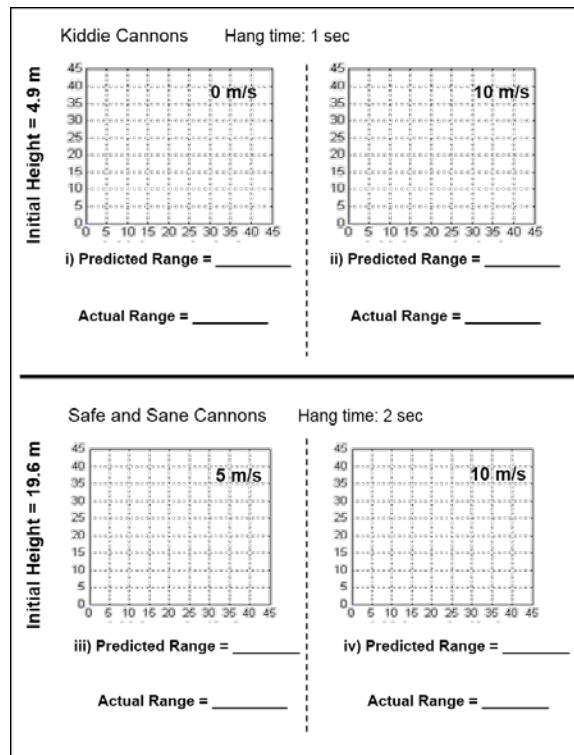 Kiddie Cannons Hang time: 1 sec
Initial Height = 4.9 m
45
40
35
30
25
20
15
10
5
0
0 m/s
0 5 10 15 20 25 30 35 40 45
i) Predicted Range = ________
Actual Range = ________
45
40
35
30
25
20
15
10
5
0
10 m/s
0 5 10 15 20 25 30 35 40 45
ii) Predicted Range = ________
Actual Range = ________
Safe and Sane Cannons Hang time: 2 sec
Initial Height = 19.6 m
45
40
35
30
25
20
15
10
5
0
5 m/s
0 5 10 15 20 25 30 35 40 45
iii) Predicted Range = ________
Actual Range = ________
45
40
35
30
25
20
15
10
5
0
10 m/s
0 5 10 15 20 25 30 35 40 45
iv) Predicted Range = ________
Actual Range = ________